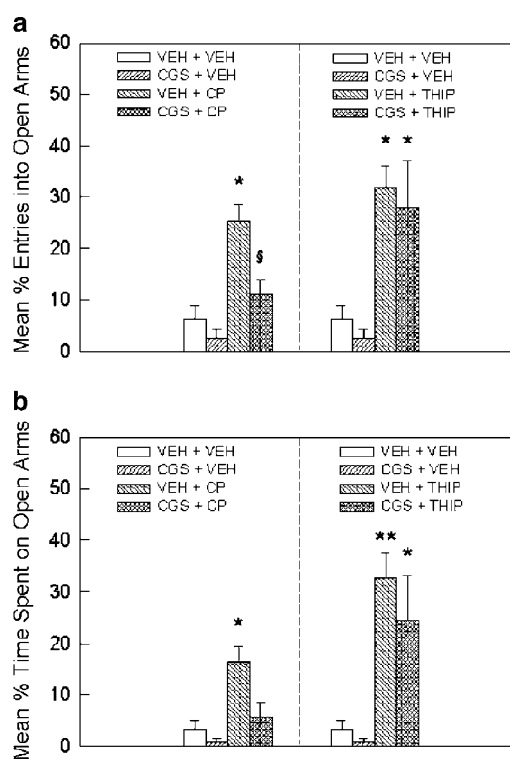 a
Mean % Entries into Open Arms
60
50
40
30
20
10
0
VEH + VEH
CGS + VEH
VEH + CP
CGS + CP
VEH + VEH
CGS + VEH
VEH + THIP
CGS + THIP
*
§
*
*
b
Mean % Time Spent on Open Arms
60
50
40
30
20
10
0
VEH + VEH
CGS + VEH
VEH + CP
CGS + CP
VEH + VEH
CGS + VEH
VEH + THIP
CGS + THIP
*
**
*